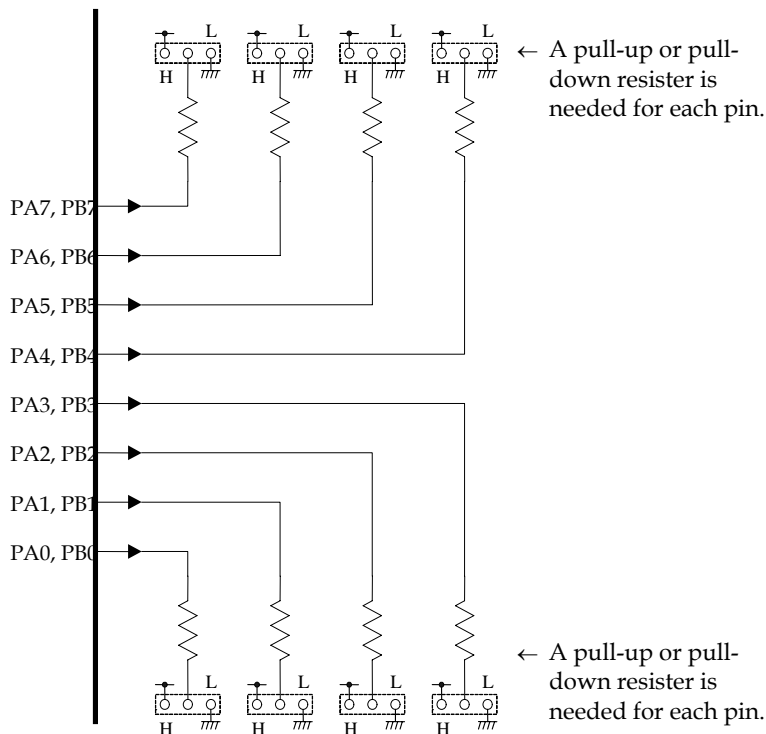 L L L L
H H H H
← A pull-up or pull-
down resister is
needed for each pin.
PA7, PB7
PA6, PB6
PA5, PB5
PA4, PB4
PA3, PB3
PA2, PB2
PA1, PB1
PA0, PB0
← A pull-up or pull-
down resister is
needed for each pin.
L L L L
H H H H